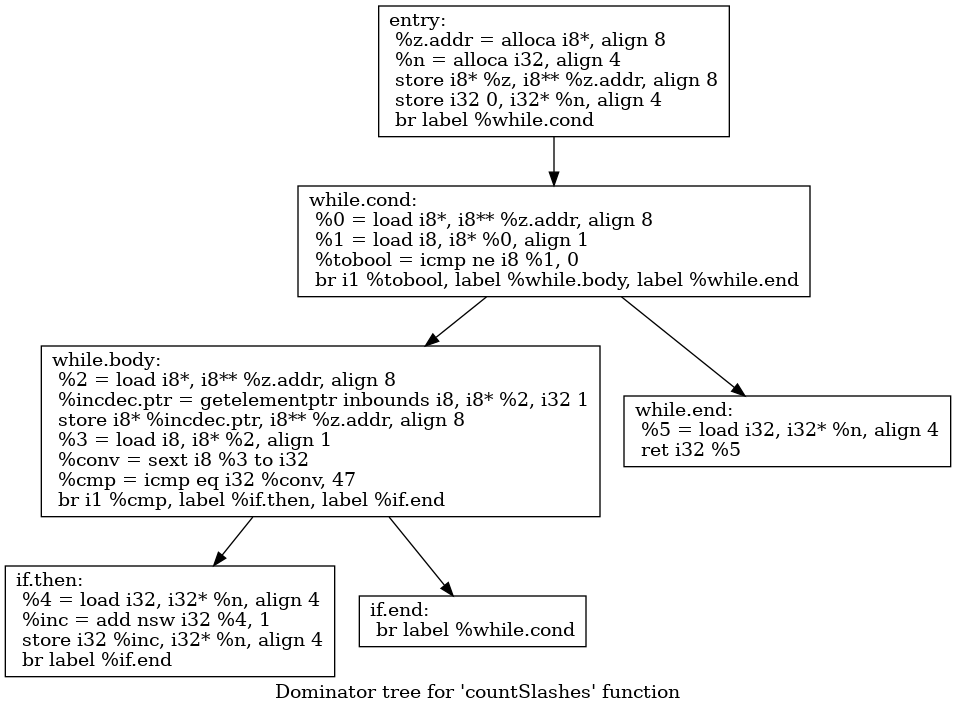 entry:
%z.addr = alloca i8*, align 8
%n = alloca i32, align 4
store i8* %z, i8** %z.addr, align 8
store i32 0, i32* %n, align 4
br label %while.cond
while.cond:
%0 = load i8*, i8** %z.addr, align 8
%1 = load i8, i8* %0, align 1
%tobool = icmp ne i8 %1, 0
br i1 %tobool, label %while.body, label %while.end
while.body:
%2 = load i8*, i8** %z.addr, align 8
%incdec.ptr = getelementptr inbounds i8, i8* %2, i32 1
store i8* %incdec.ptr, i8** %z.addr, align 8
%3 = load i8, i8* %2, align 1
%conv = sext i8 %3 to i32
%cmp = icmp eq i32 %conv, 47
br i1 %cmp, label %if.then, label %if.end
while.end:
%5 = load i32, i32* %n, align 4
ret i32 %5
if.then:
%4 = load i32, i32* %n, align 4
%inc = add nsw i32 %4, 1
store i32 %inc, i32* %n, align 4
br label %if.end
if.end:
br label %while.cond
Dominator tree for 'countSlashes' function